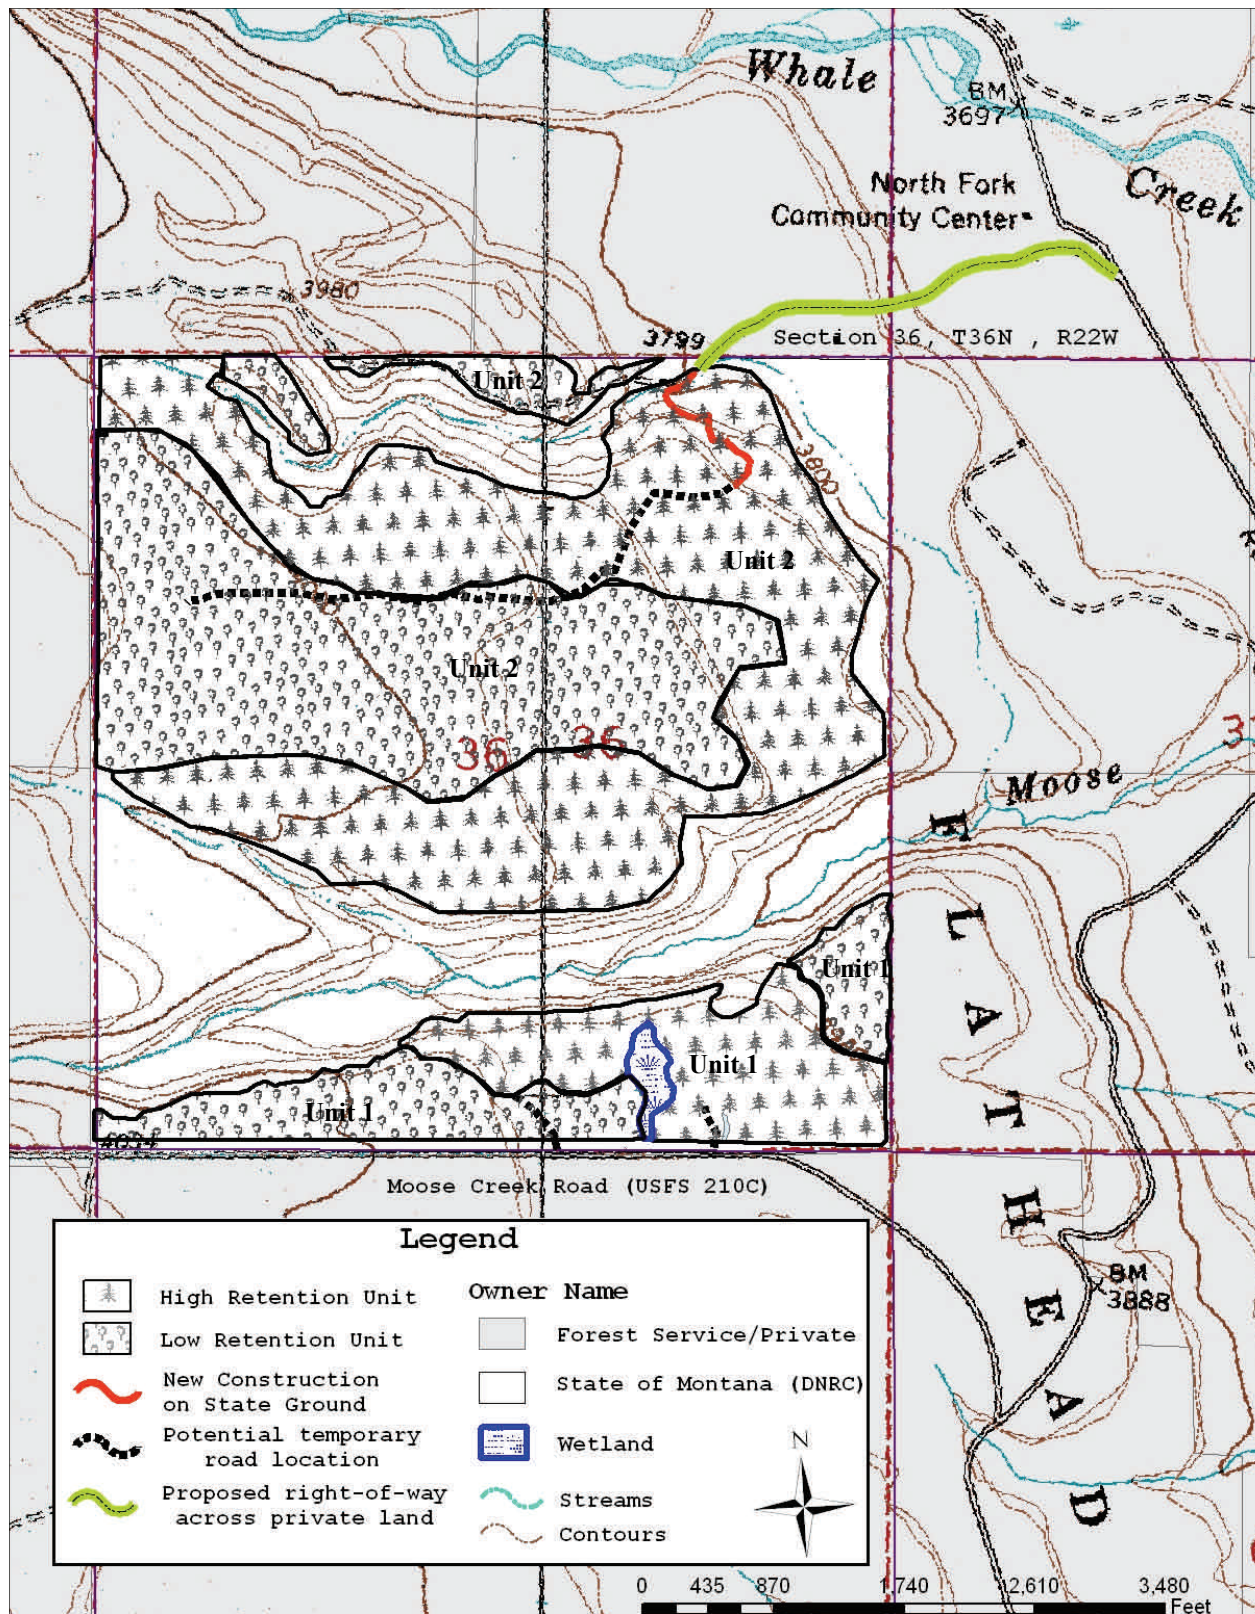 Whale
BM
3697
Creek
North Fork
Community Center
3980
3799
Section 36, T36N , R22W
Unit 2
3800
Unit 2
Unit 2
36
36
3
Moose
FLATHEAD
Unit 1
Unit 1
Unit 1
Moose Creek Road (USFS 210C)
BM
3888
Legend
High Retention Unit
Low Retention Unit
New Construction
on State Ground
Potential temporary
road location
Proposed right-of-way
across private land
Owner Name
Forest Service/Private
State of Montana (DNRC)
Wetland
Streams
Contours
N
0 435 870 1,740 2,610 3,480
Feet